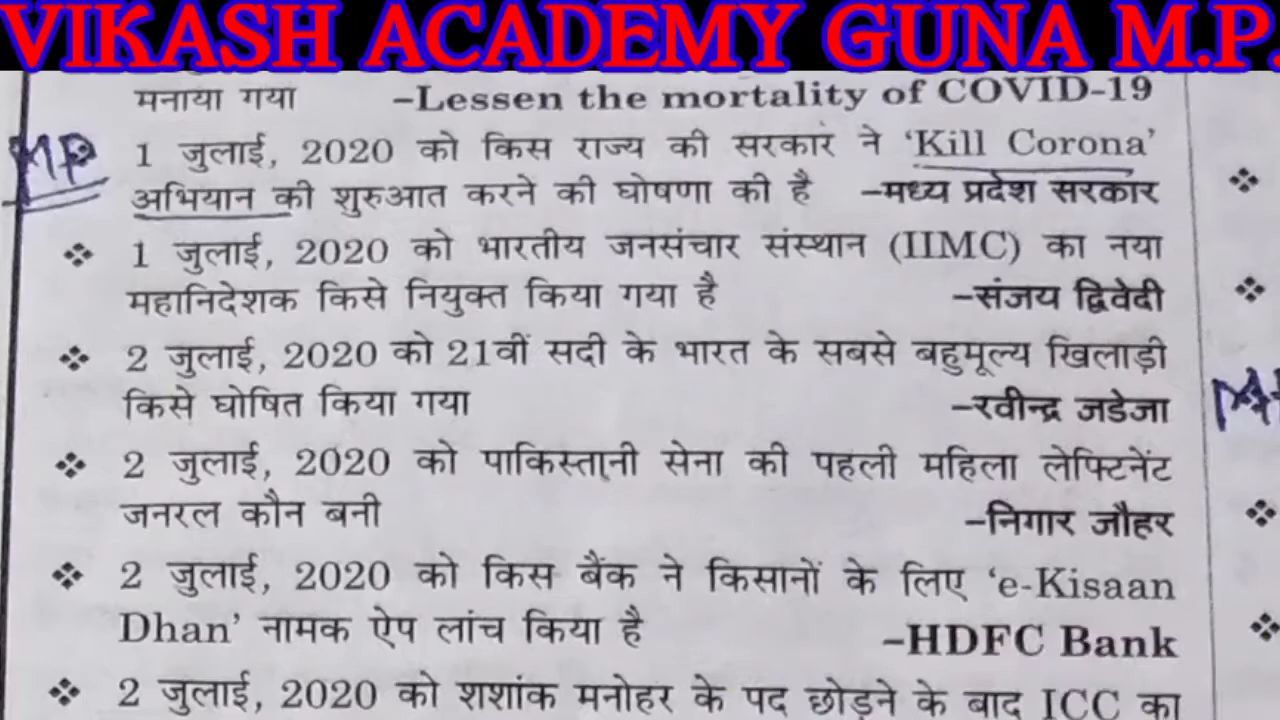 VIKASH ACADEMY GUNA M.P.
मनाया गया –Lessen the mortality of COVID-19
MP 1 जुलाई, 2020 को किस राज्य की सरकार ने ‘Kill Corona’
अभियान की शुरुआत करने की घोषणा की है –मध्य प्रदेश सरकार
❖ 1 जुलाई, 2020 को भारतीय जनसंचार संस्थान (IIMC) का नया
महानिदेशक किसे नियुक्त किया गया है –संजय द्विवेदी
❖ 2 जुलाई, 2020 को 21वीं सदी के भारत के सबसे बहुमूल्य खिलाड़ी
किसे घोषित किया गया –रवीन्द्र जडेजा
❖ 2 जुलाई, 2020 को पाकिस्तानी सेना की पहली महिला लेफ्टिनेंट
जनरल कौन बनी –निगार जौहर
❖ 2 जुलाई, 2020 को किस बैंक ने किसानों के लिए ‘e-Kisaan
Dhan’ नामक ऐप लांच किया है –HDFC Bank
❖ 2 जुलाई, 2020 को शशांक मनोहर के पद छोड़ने के बाद ICC का